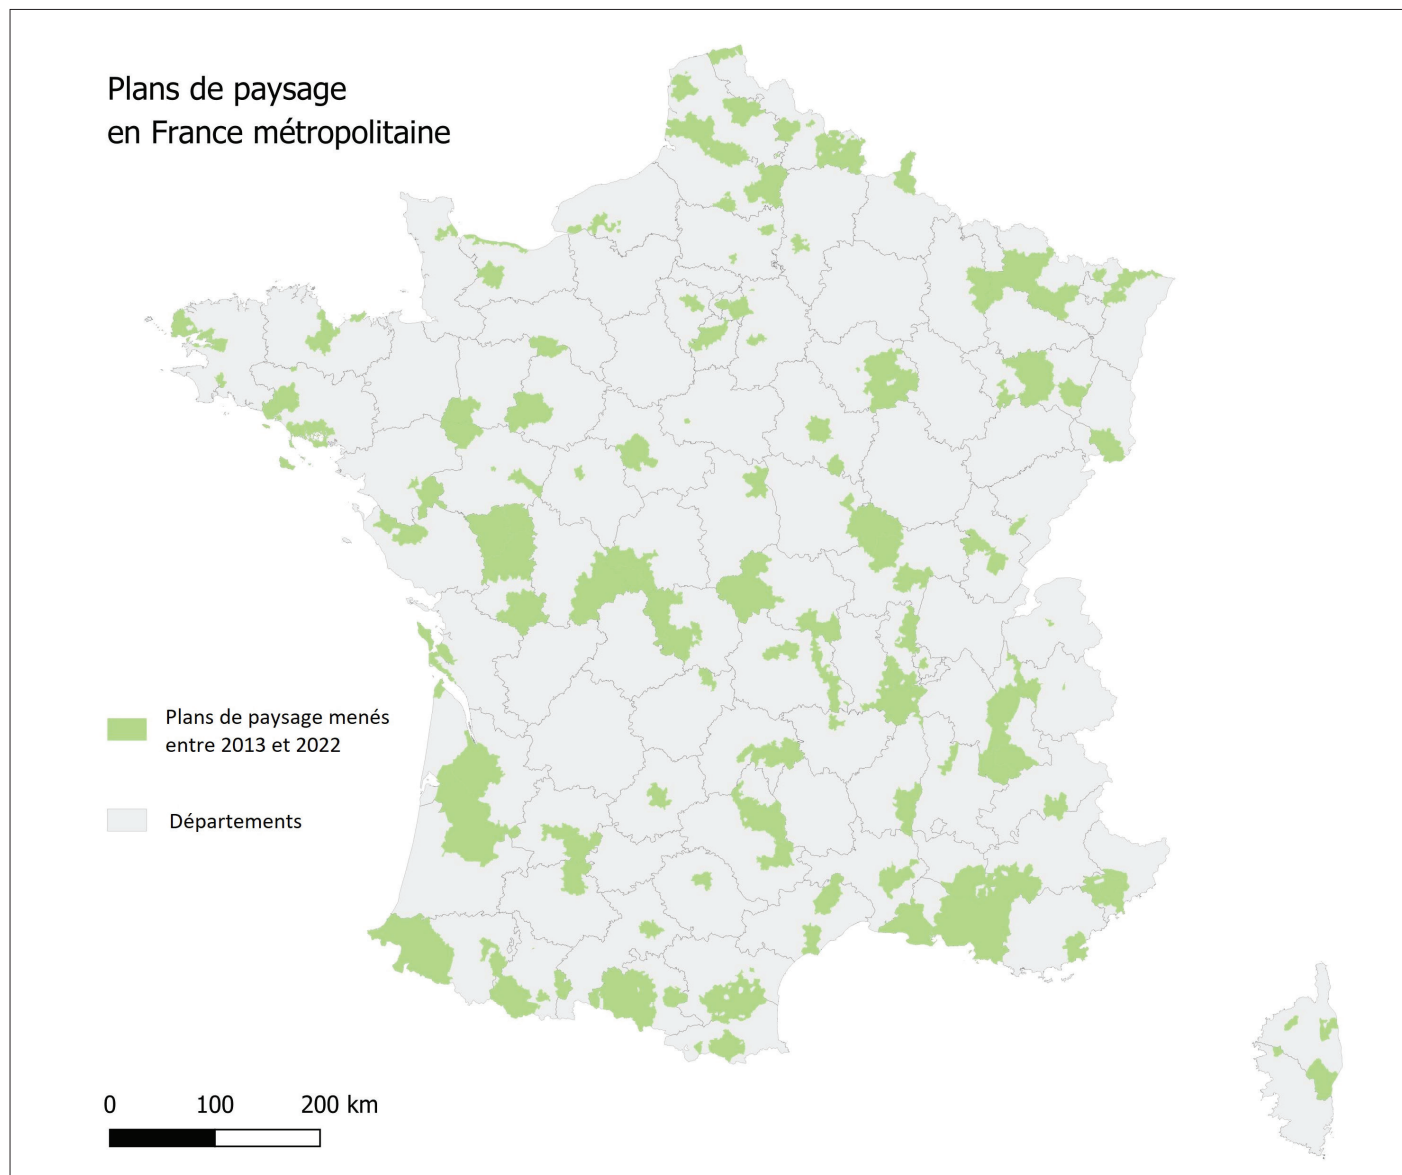 Plans de paysage
en France métropolitaine
Plans de paysage menés
entre 2013 et 2022
Départements
0 100 200 km